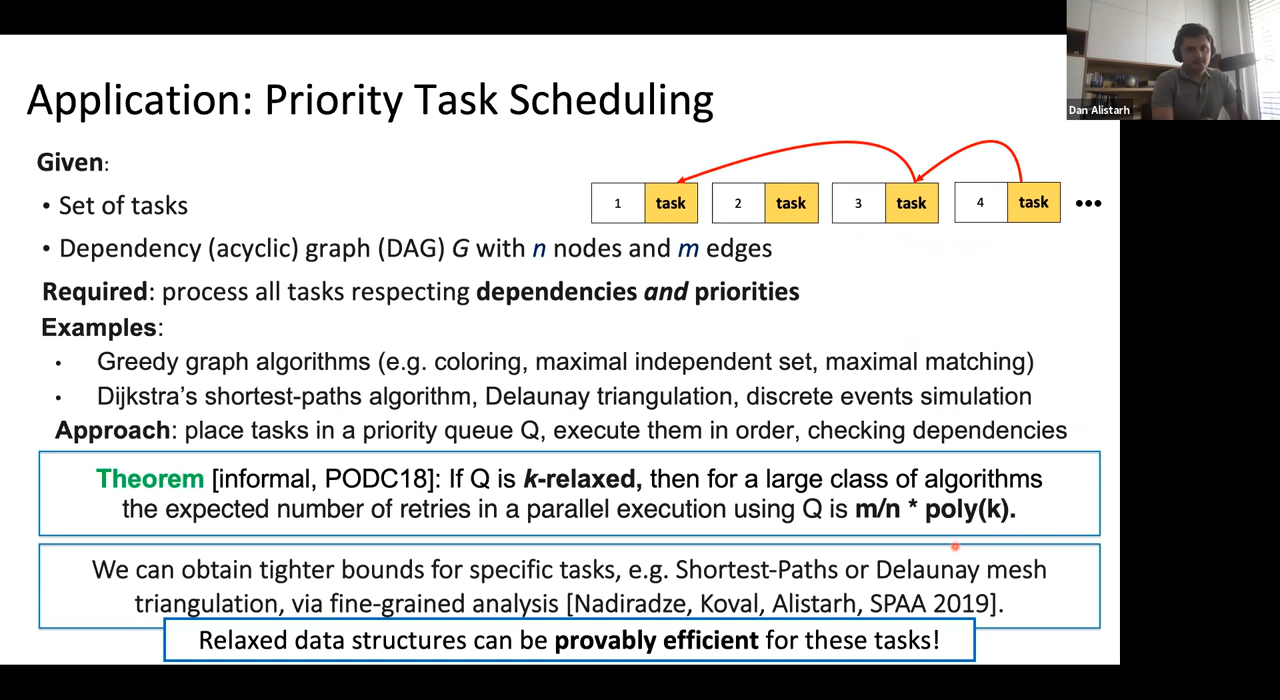 Application: Priority Task Scheduling
Dan Alistarh
Given:
• Set of tasks
1 task 2 task 3 task 4 task •••
• Dependency (acyclic) graph (DAG) G with n nodes and m edges
Required: process all tasks respecting dependencies and priorities
Examples:
• Greedy graph algorithms (e.g. coloring, maximal independent set, maximal matching)
• Dijkstra’s shortest-paths algorithm, Delaunay triangulation, discrete events simulation
Approach: place tasks in a priority queue Q, execute them in order, checking dependencies
Theorem [informal, PODC18]: If Q is k-relaxed, then for a large class of algorithms
the expected number of retries in a parallel execution using Q is m/n * poly(k).
We can obtain tighter bounds for specific tasks, e.g. Shortest-Paths or Delaunay mesh
triangulation, via fine-grained analysis [Nadiradze, Koval, Alistarh, SPAA 2019].
Relaxed data structures can be provably efficient for these tasks!